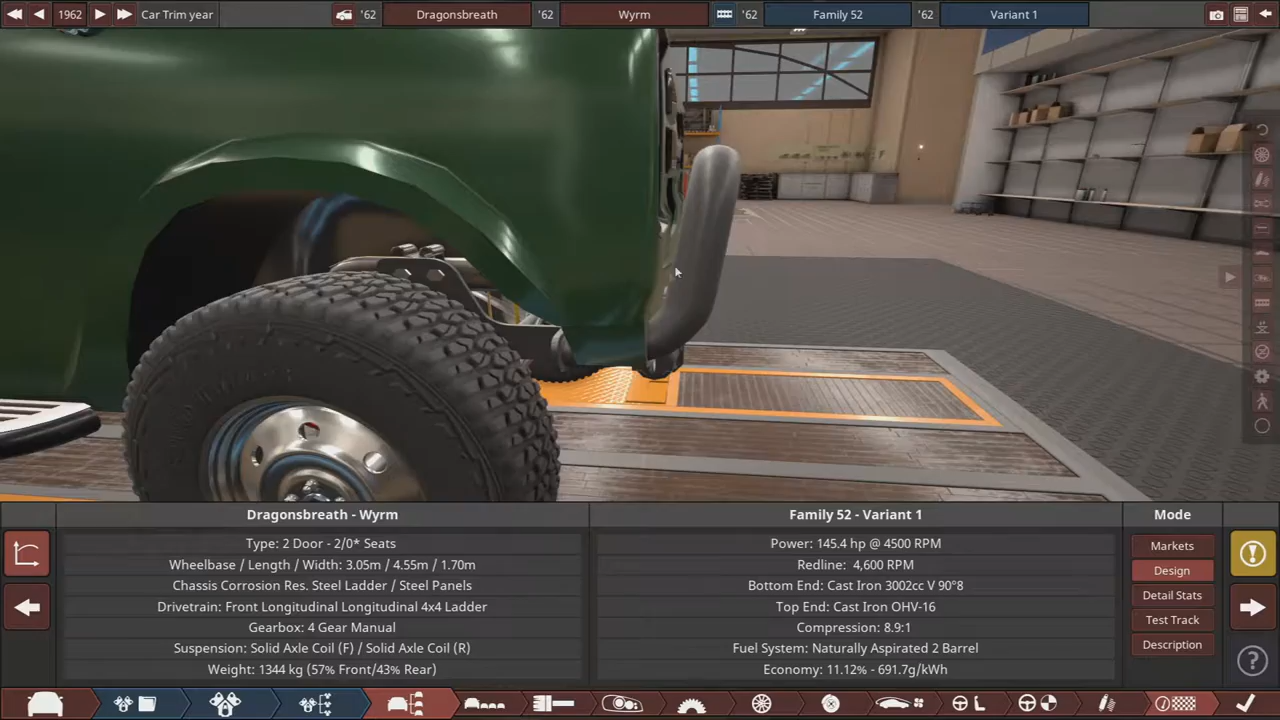 1962 Car Trim year '62 Dragonsbreath '62 Wyrm '62 Family 52 '62 Variant 1
Dragonsbreath - Wyrm
Type: 2 Door - 2/0* Seats
Wheelbase / Length / Width: 3.05m / 4.55m / 1.70m
Chassis Corrosion Res. Steel Ladder / Steel Panels
Drivetrain: Front Longitudinal Longitudinal 4x4 Ladder
Gearbox: 4 Gear Manual
Suspension: Solid Axle Coil (F) / Solid Axle Coil (R)
Weight: 1344 kg (57% Front/43% Rear)
Family 52 - Variant 1
Power: 145.4 hp @ 4500 RPM
Redline: 4,600 RPM
Bottom End: Cast Iron 3002cc V 90°8
Top End: Cast Iron OHV-16
Compression: 8.9:1
Fuel System: Naturally Aspirated 2 Barrel
Economy: 11.12% - 691.7g/kWh
Mode
Markets
Design
Detail Stats
Test Track
Description